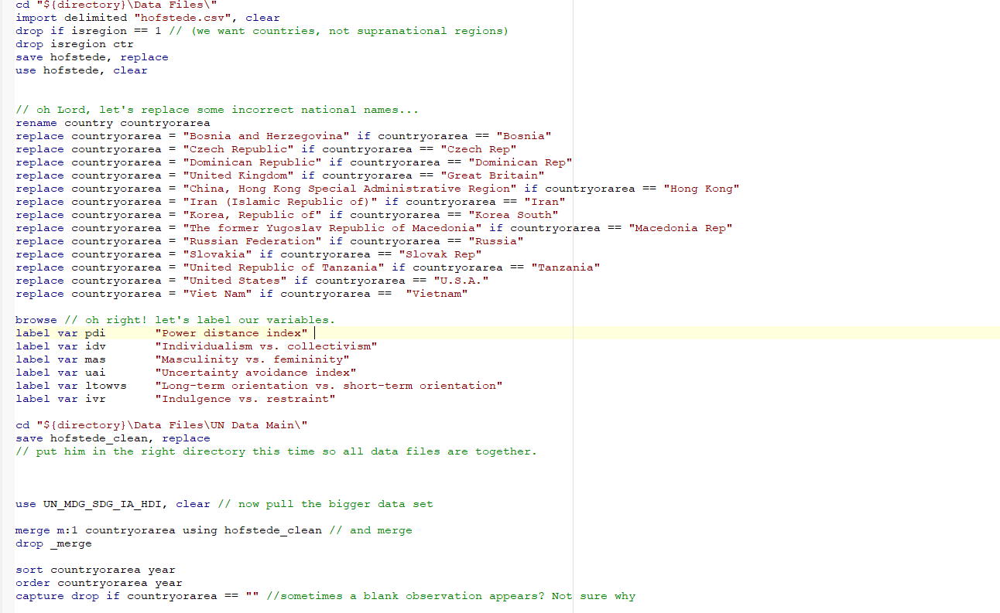 cd "${directory}\Data Files\"
import delimited "hofstede.csv", clear
drop if isregion == 1 // (we want countries, not supranational regions)
drop isregion ctr
save hofstede, replace
use hofstede, clear
// oh Lord, let's replace some incorrect national names...
rename country countryorarea
replace countryorarea = "Bosnia and Herzegovina" if countryorarea == "Bosnia"
replace countryorarea = "Czech Republic" if countryorarea == "Czech Rep"
replace countryorarea = "Dominican Republic" if countryorarea == "Dominican Rep"
replace countryorarea = "United Kingdom" if countryorarea == "Great Britain"
replace countryorarea = "China, Hong Kong Special Administrative Region" if countryorarea == "Hong Kong"
replace countryorarea = "Iran (Islamic Republic of)" if countryorarea == "Iran"
replace countryorarea = "Korea, Republic of" if countryorarea == "Korea South"
replace countryorarea = "The former Yugoslav Republic of Macedonia" if countryorarea == "Macedonia Rep"
replace countryorarea = "Russian Federation" if countryorarea == "Russia"
replace countryorarea = "Slovakia" if countryorarea == "Slovak Rep"
replace countryorarea = "United Republic of Tanzania" if countryorarea == "Tanzania"
replace countryorarea = "United States" if countryorarea == "U.S.A."
replace countryorarea = "Viet Nam" if countryorarea ==  "Vietnam"
browse // oh right! let's label our variables.
label var pdi       "Power distance index"
label var idv       "Individualism vs. collectivism"
label var mas       "Masculinity vs. femininity"
label var uai       "Uncertainty avoidance index"
label var ltowvs    "Long-term orientation vs. short-term orientation"
label var ivr       "Indulgence vs. restraint"
cd "${directory}\Data Files\UN Data Main\"
save hofstede_clean, replace
// put him in the right directory this time so all data files are together.
use UN_MDG_SDG_IA_HDI, clear // now pull the bigger data set
merge m:1 countryorarea using hofstede_clean // and merge
drop _merge
sort countryorarea year
order countryorarea year
capture drop if countryorarea == "" //sometimes a blank observation appears? Not sure why